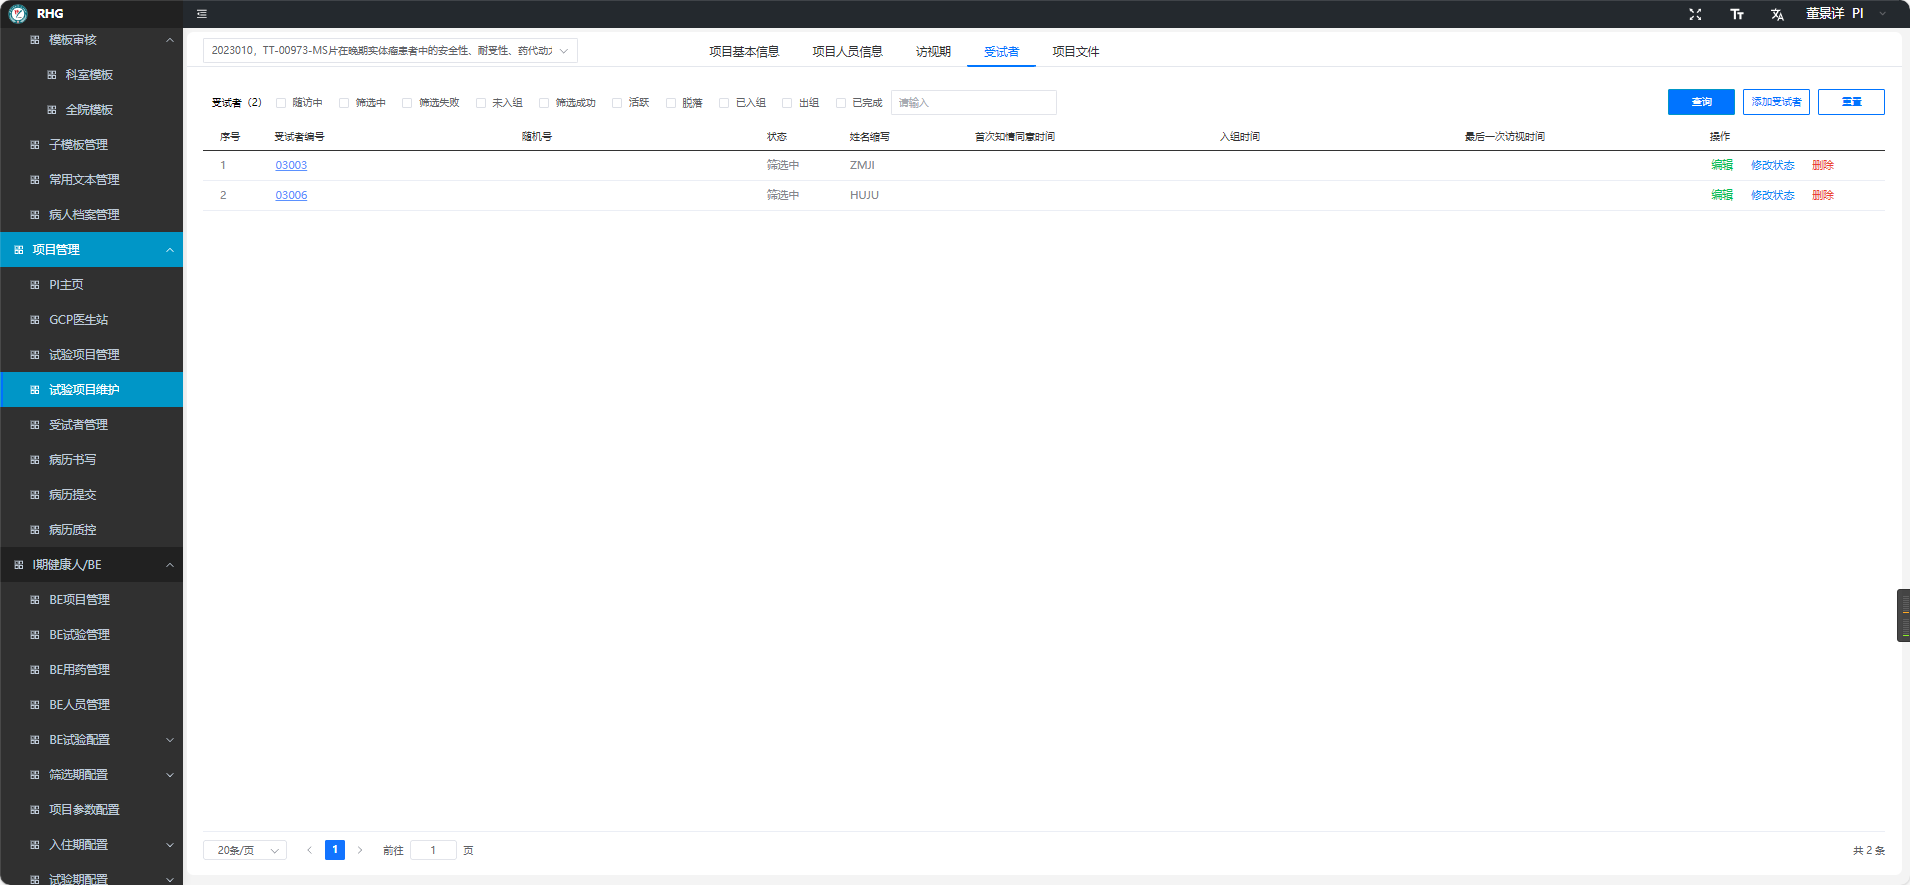 RHG
董景详 PI
模板审核
科室模板
全院模板
子模板管理
常用文本管理
病人档案管理
项目管理
PI主页
GCP医生站
试验项目管理
试验项目维护
受试者管理
病历书写
病历提交
病历质控
I期健康人/BE
BE项目管理
BE试验管理
BE用药管理
BE人员管理
BE试验配置
筛选期配置
项目参数配置
入住期配置
试验期配置
2023010，TT-00973-MS片在晚期实体瘤患者中的安全性、耐受性、药代动
项目基本信息 项目人员信息 访视期 受试者 项目文件
受试者（2） 随访中 筛选中 筛选失败 未入组 筛选成功 活跃 脱落 已入组 出组 已完成 请输入 查询 添加受试者 重置
序号 受试者编号 随机号 状态 姓名缩写 首次知情同意时间 入组时间 最后一次访视时间 操作
1 03003 筛选中 ZMJI 编辑 修改状态 删除
2 03006 筛选中 HUJU 编辑 修改状态 删除
20条/页 1 前往 1 页 共 2 条